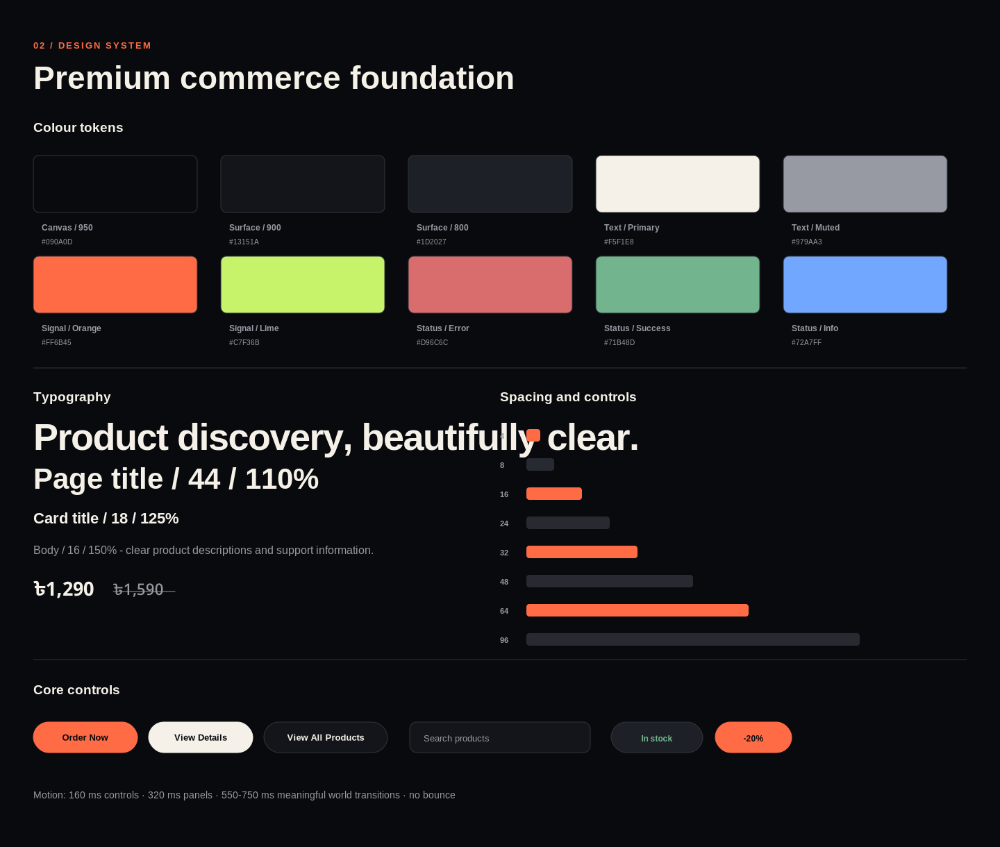 02 / DESIGN SYSTEM
Premium commerce foundation
Colour tokens
Canvas / 950
#090A0D
Surface / 900
#13151A
Surface / 800
#1D2027
Text / Primary
#F5F1E8
Text / Muted
#979AA3
Signal / Orange
#FF6B45
Signal / Lime
#C7F36B
Status / Error
#D96C6C
Status / Success
#71B48D
Status / Info
#72A7FF
Typography
Product discovery, beautifully clear.
Page title / 44 / 110%
Card title / 18 / 125%
Body / 16 / 150% - clear product descriptions and support information.
৳1,290 ৳1,590
Spacing and controls
4
8
16
24
32
48
64
96
Core controls
Order Now
View Details
View All Products
Search products
In stock
-20%
Motion: 160 ms controls · 320 ms panels · 550-750 ms meaningful world transitions · no bounce